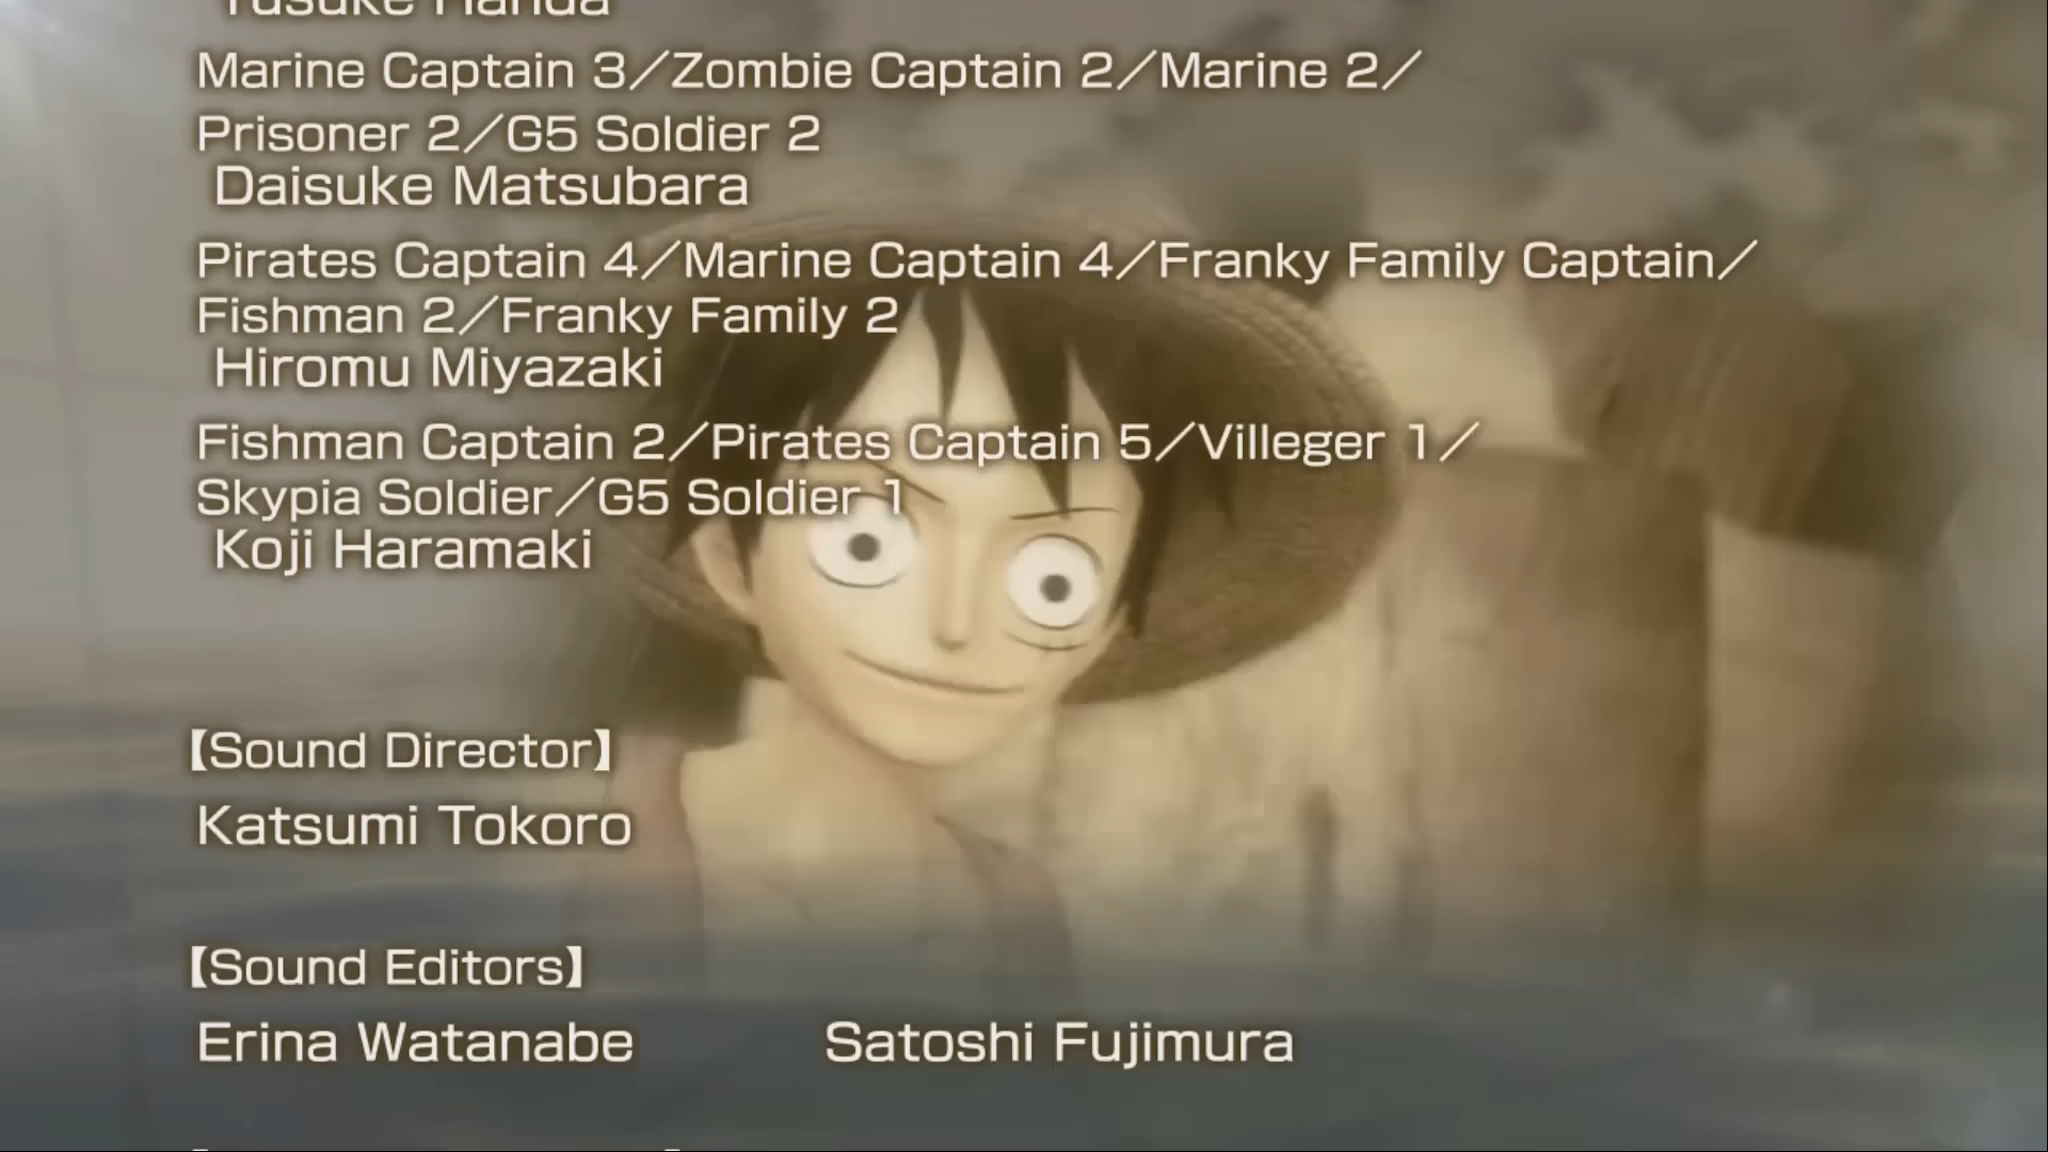 Yusuke Handa
Marine Captain 3／Zombie Captain 2／Marine 2／
Prisoner 2／G5 Soldier 2
Daisuke Matsubara
Pirates Captain 4／Marine Captain 4／Franky Family Captain／
Fishman 2／Franky Family 2
Hiromu Miyazaki
Fishman Captain 2／Pirates Captain 5／Villeger 1／
Skypia Soldier／G5 Soldier 1
Koji Haramaki
【Sound Director】
Katsumi Tokoro
【Sound Editors】
Erina Watanabe Satoshi Fujimura